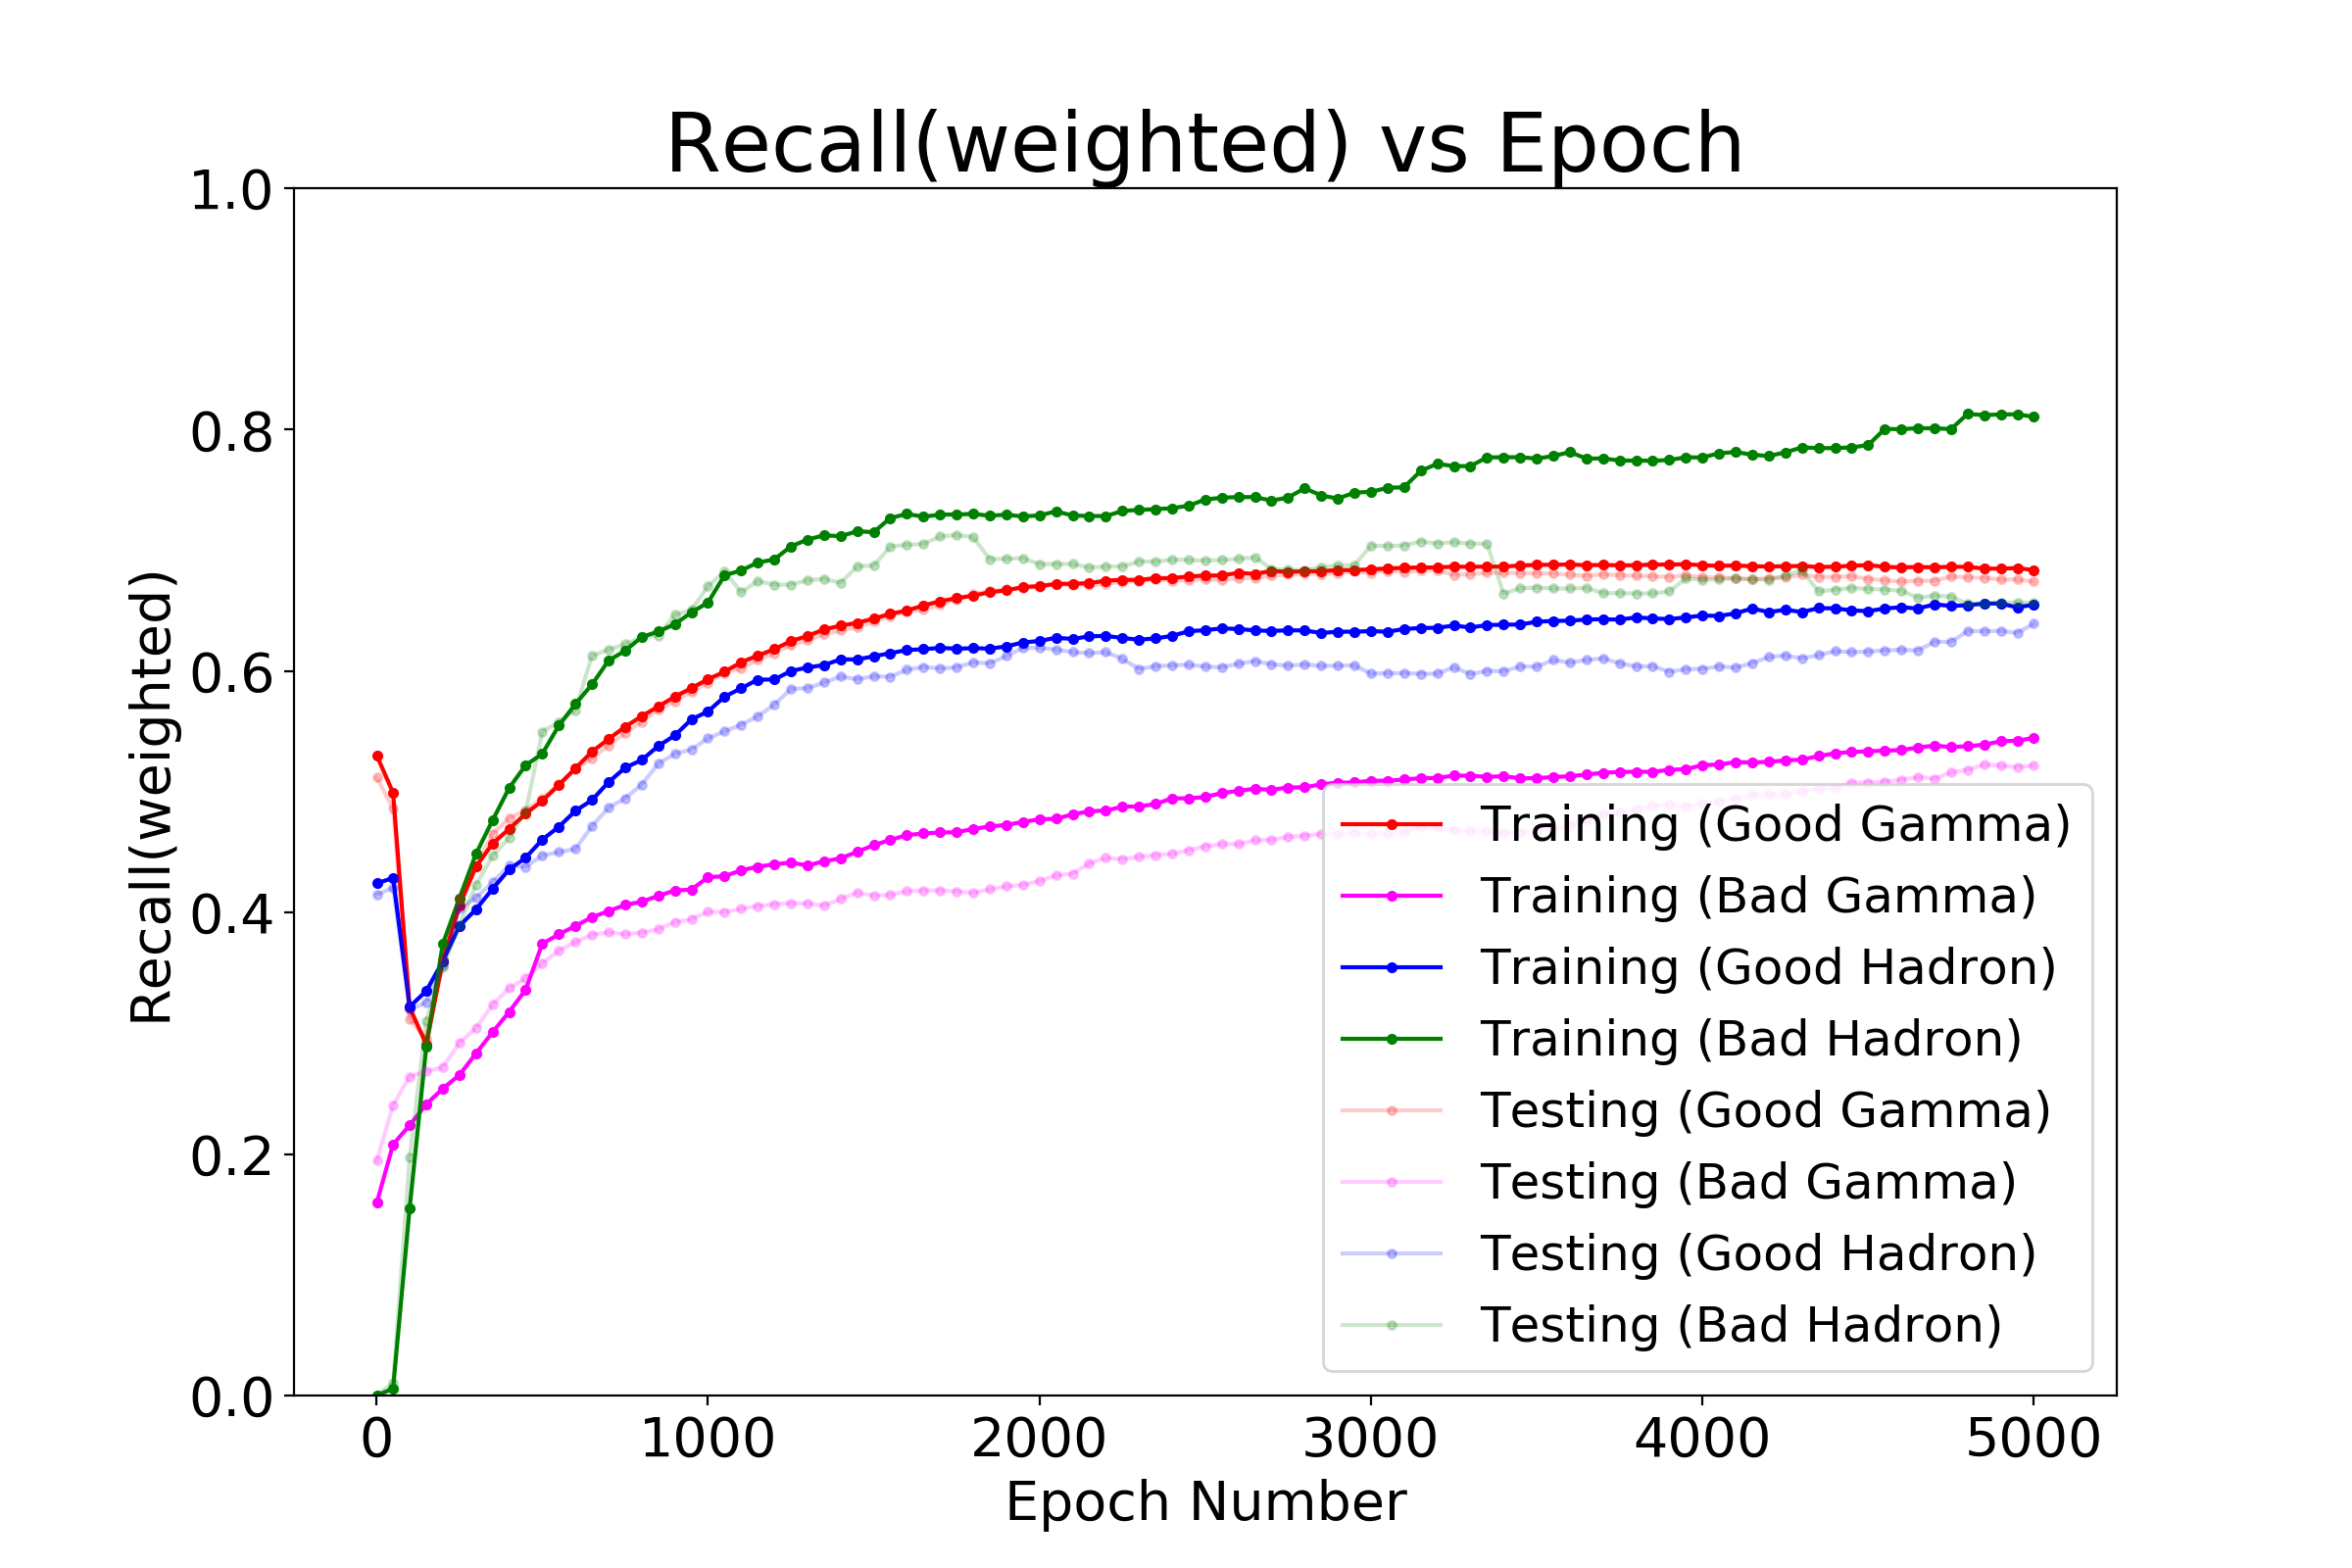 Recall(weighted) vs Epoch
1.0
0.8
0.6
0.4
0.2
0.0
Recall(weighted)
Training (Good Gamma)
Training (Bad Gamma)
Training (Good Hadron)
Training (Bad Hadron)
Testing (Good Gamma)
Testing (Bad Gamma)
Testing (Good Hadron)
Testing (Bad Hadron)
0 1000 2000 3000 4000 5000
Epoch Number